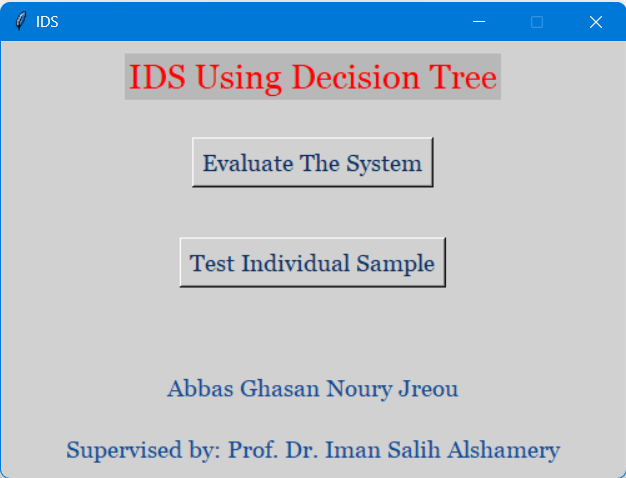 IDS
IDS Using Decision Tree
Evaluate The System
Test Individual Sample
Abbas Ghasan Noury Jreou
Supervised by: Prof. Dr. Iman Salih Alshamery